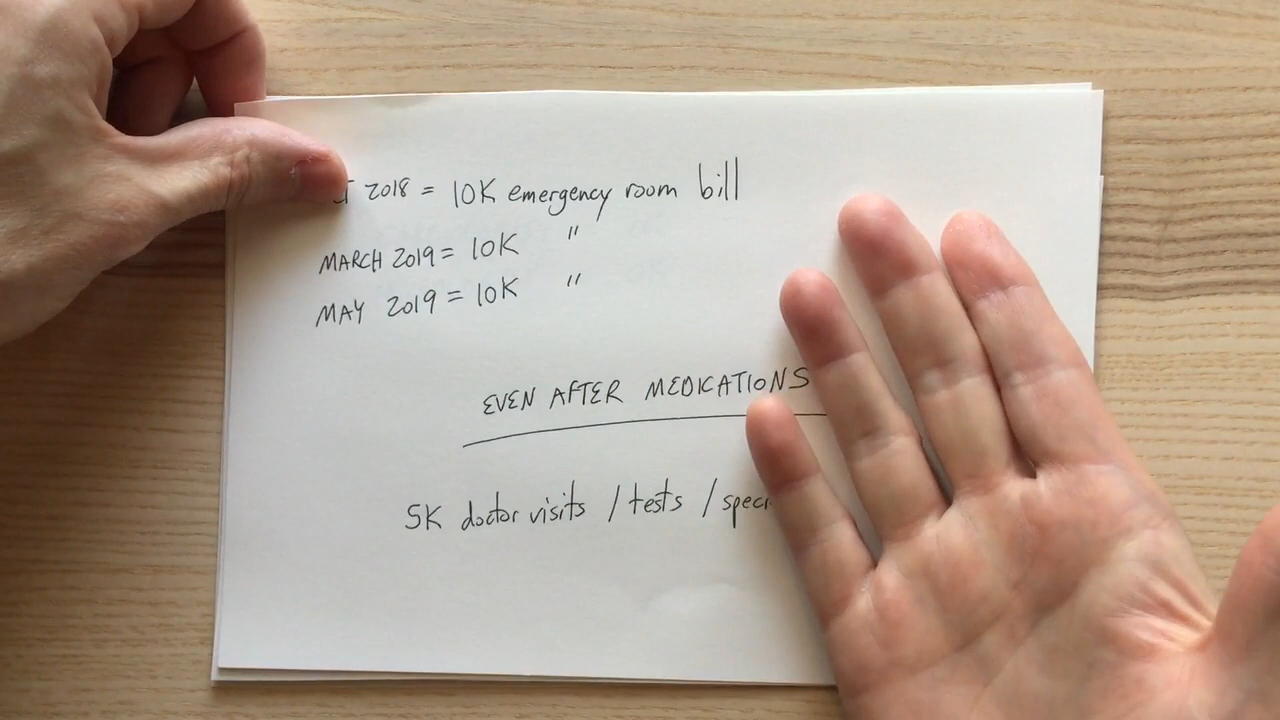 2018 = 10K emergency room bill
MARCH 2019 = 10K "
MAY 2019 = 10K "
EVEN AFTER MEDICATIONS
5K doctor visits / tests /